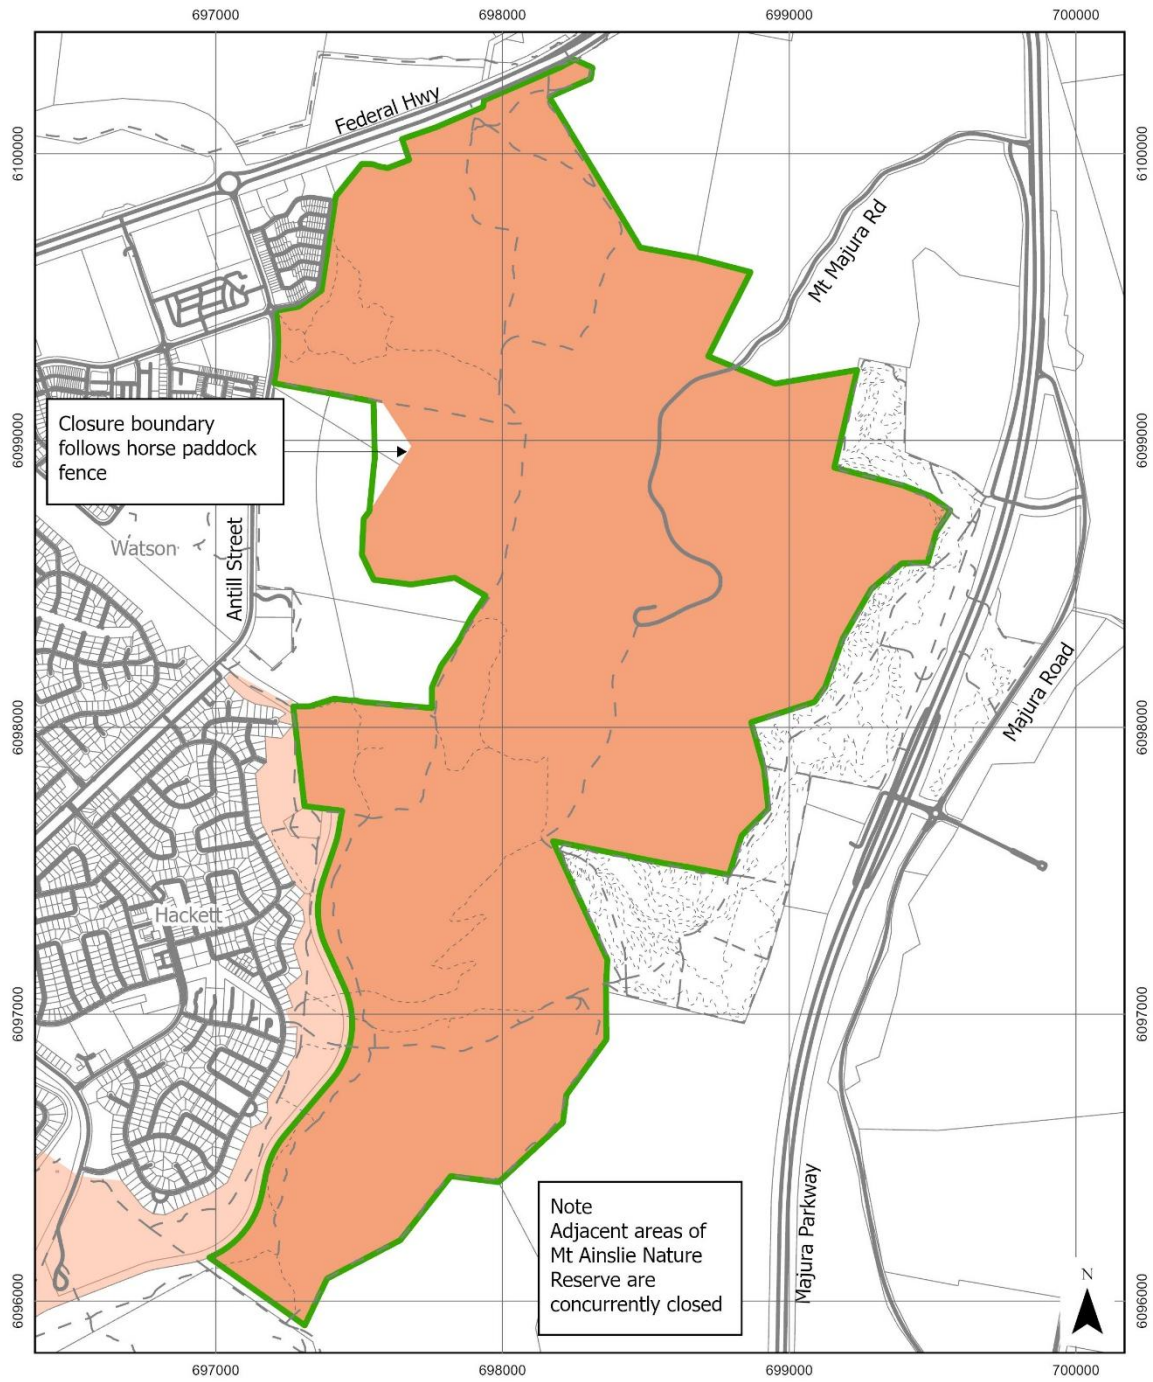 697000
698000
699000
700000
Federal Hwy
6100000
6100000
Mt Majura Rd
Closure boundary
follows horse paddock
fence
6099000
6099000
Watson
Antill Street
Majura Road
6098000
6098000
Hackett
6097000
6097000
Majura Parkway
Note
Adjacent areas of
Mt Ainslie Nature
Reserve are
concurrently closed
N
6096000
6096000
697000
698000
699000
700000